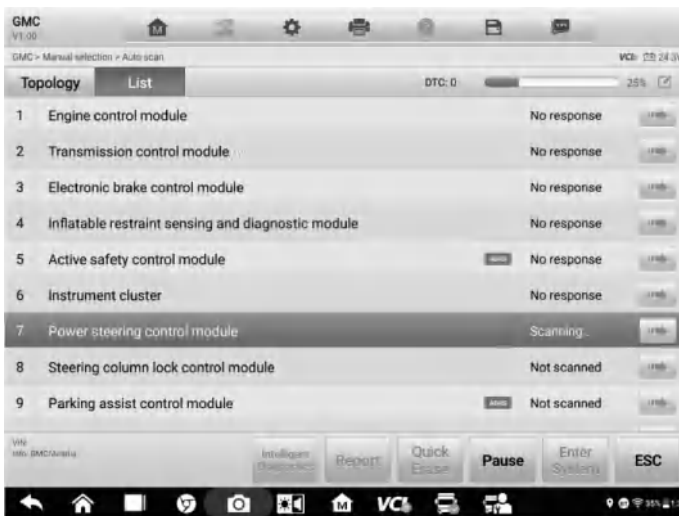 GMC
V1.00
GMC > Manual selection > Auto scan
VCI:
Topology
List
DTC: 0
25%
1 Engine control module No response
2 Transmission control module No response
3 Electronic brake control module No response
4 Inflatable restraint sensing and diagnostic module No response
5 Active safety control module No response
6 Instrument cluster No response
7 Power steering control module Scanning...
8 Steering column lock control module Not scanned
9 Parking assist control module Not scanned
VIN:
Intelligent Diagnostics
Report
Quick Erase
Pause
Enter System
ESC
VCI
35%